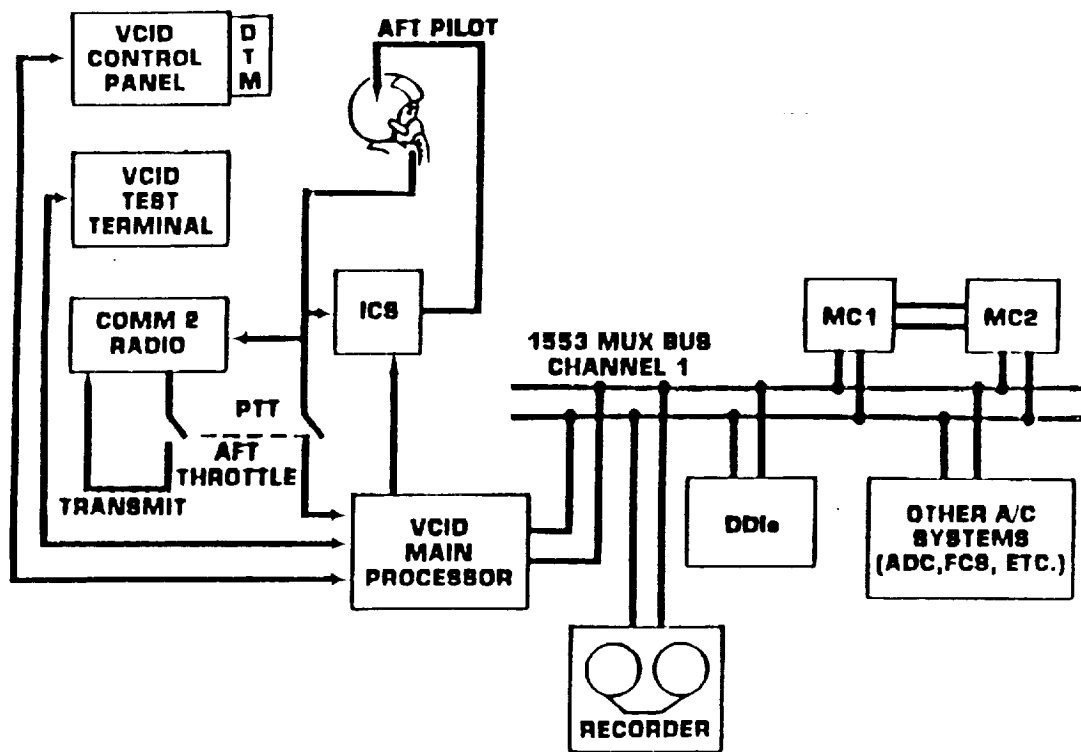 VCID
CONTROL
PANEL
D
T
M
AFT PILOT
VCID
TEST
TERMINAL
COMM 2
RADIO
ICS
MC1
MC2
1553 MUX BUS
CHANNEL 1
PTT
AFT
THROTTLE
TRANSMIT
VCID
MAIN
PROCESSOR
DDIs
OTHER A/C
SYSTEMS
(ADC,FCS, ETC.)
RECORDER